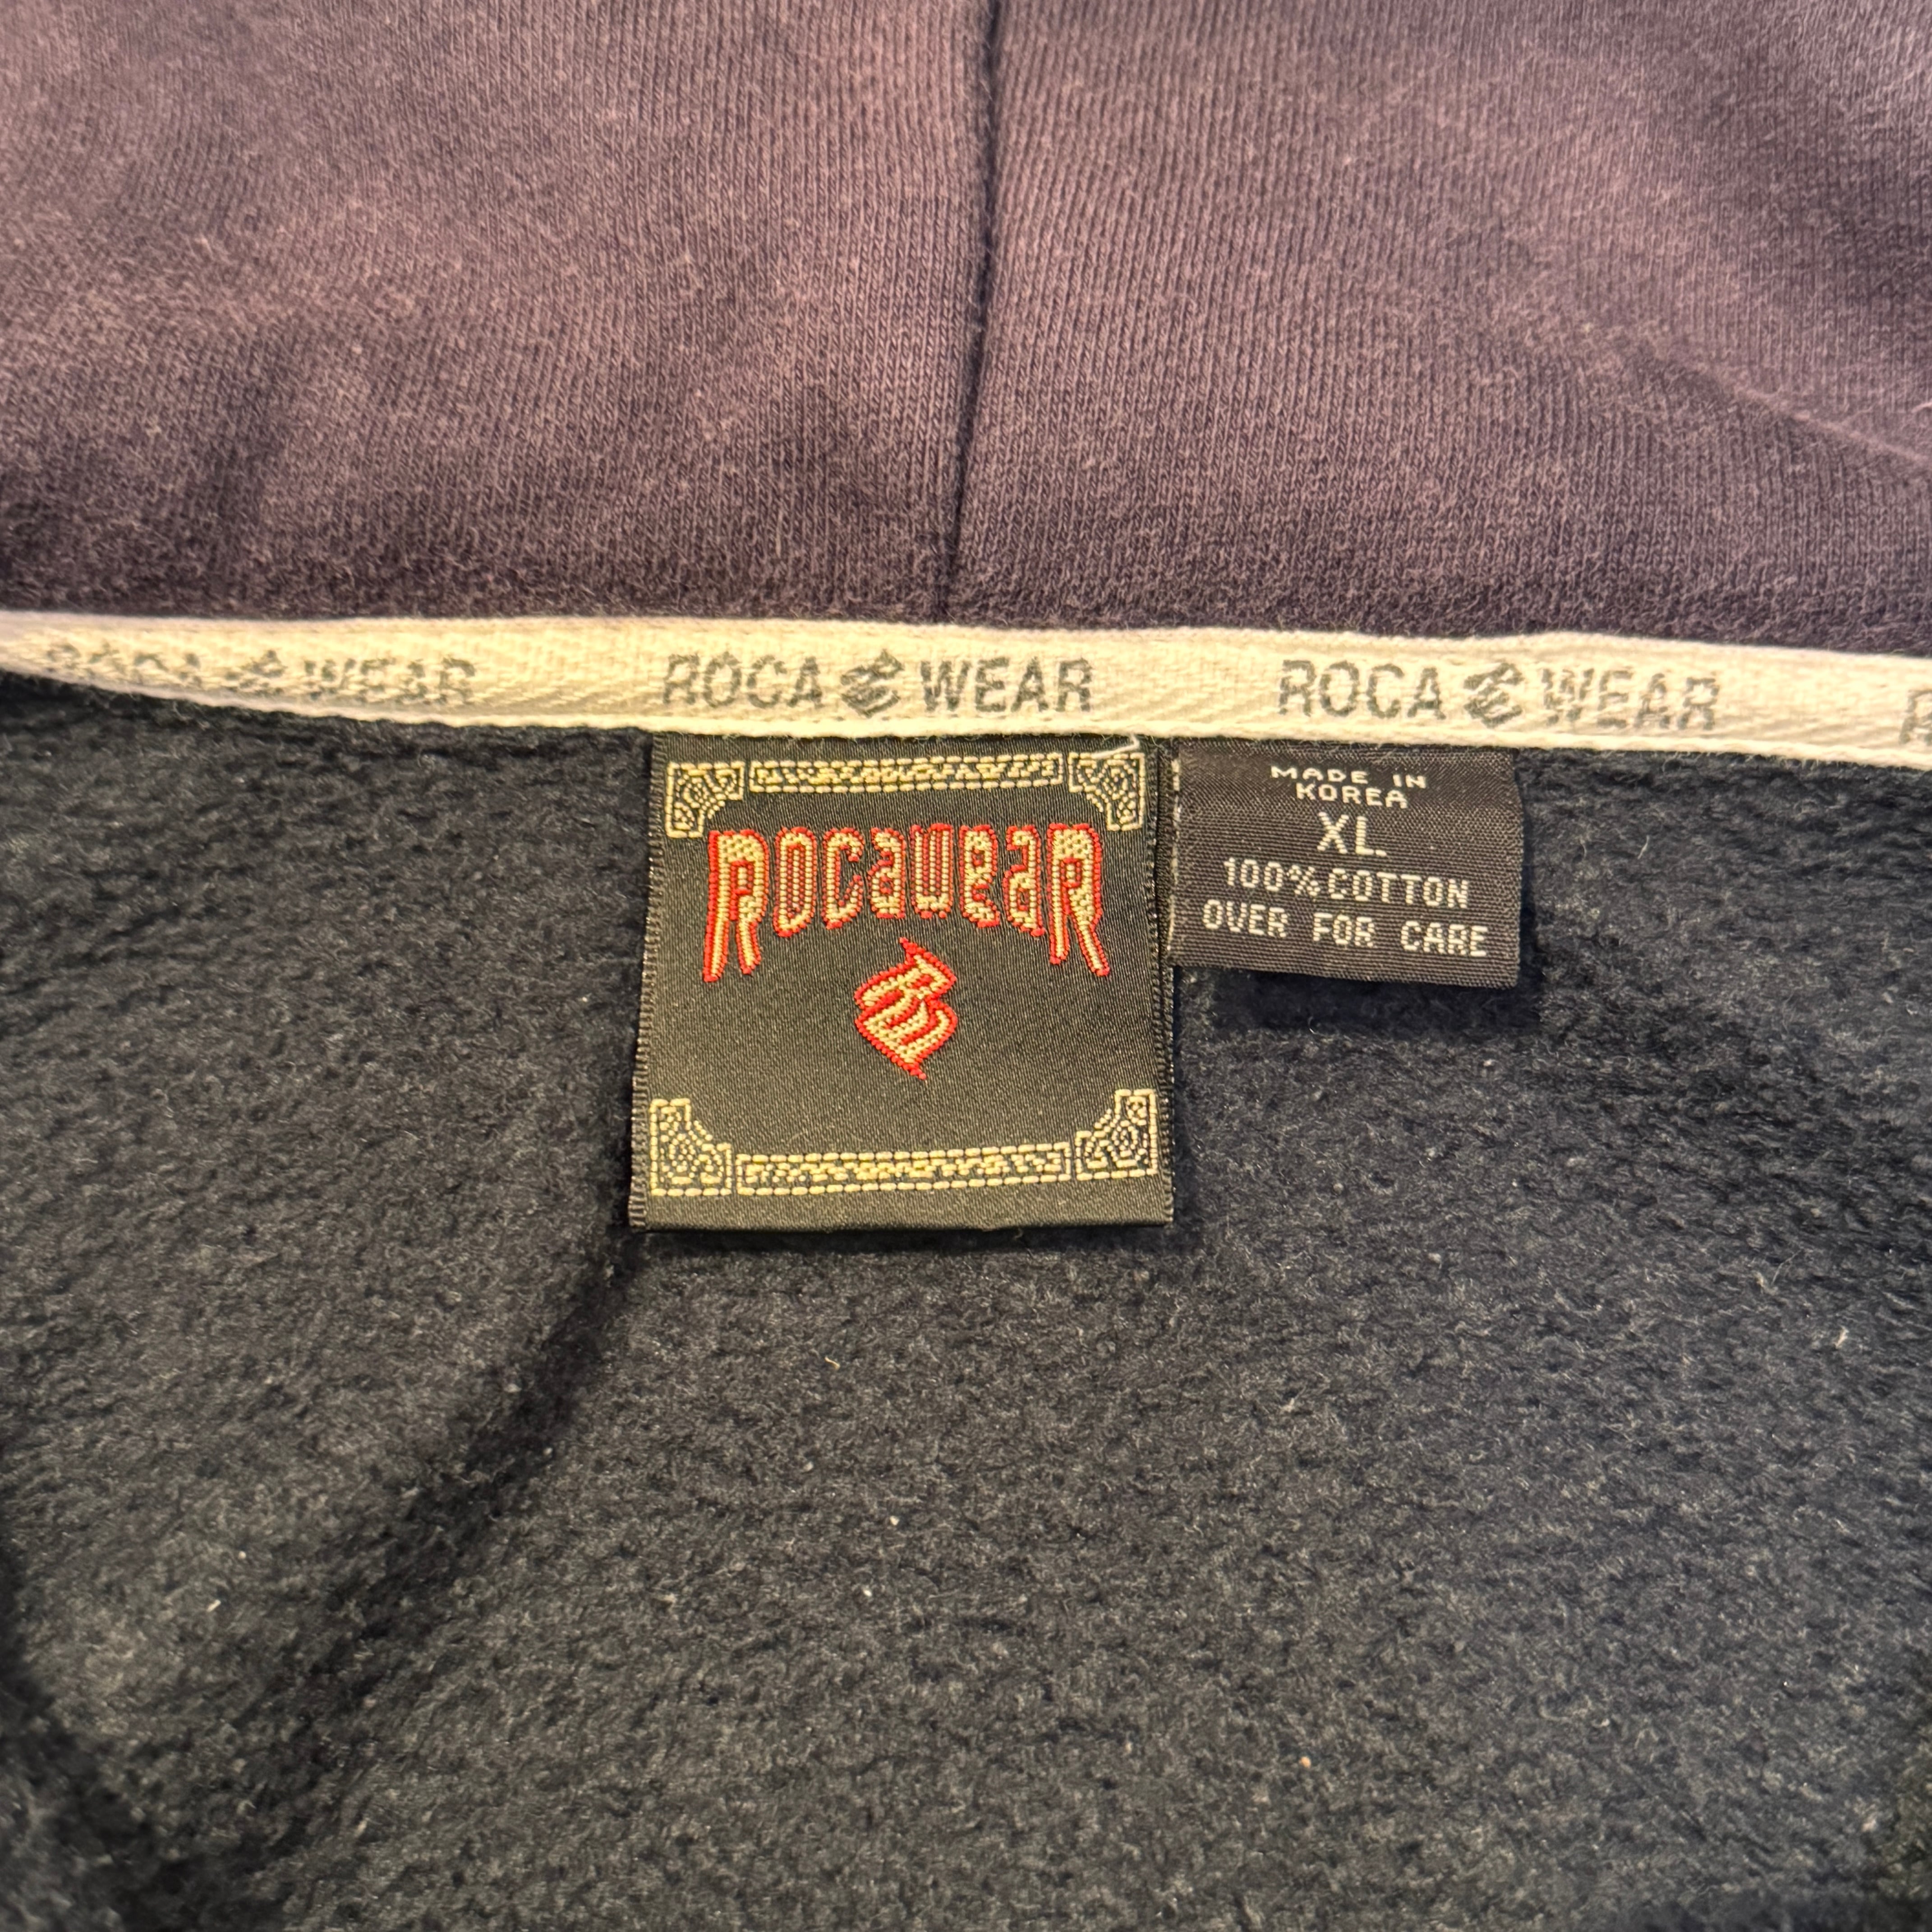 ROCA WEAR ROCA WEAR ROCA WEAR
ROCAWEAR
R
MADE IN
KOREA
XL
100%COTTON
OVER FOR CARE